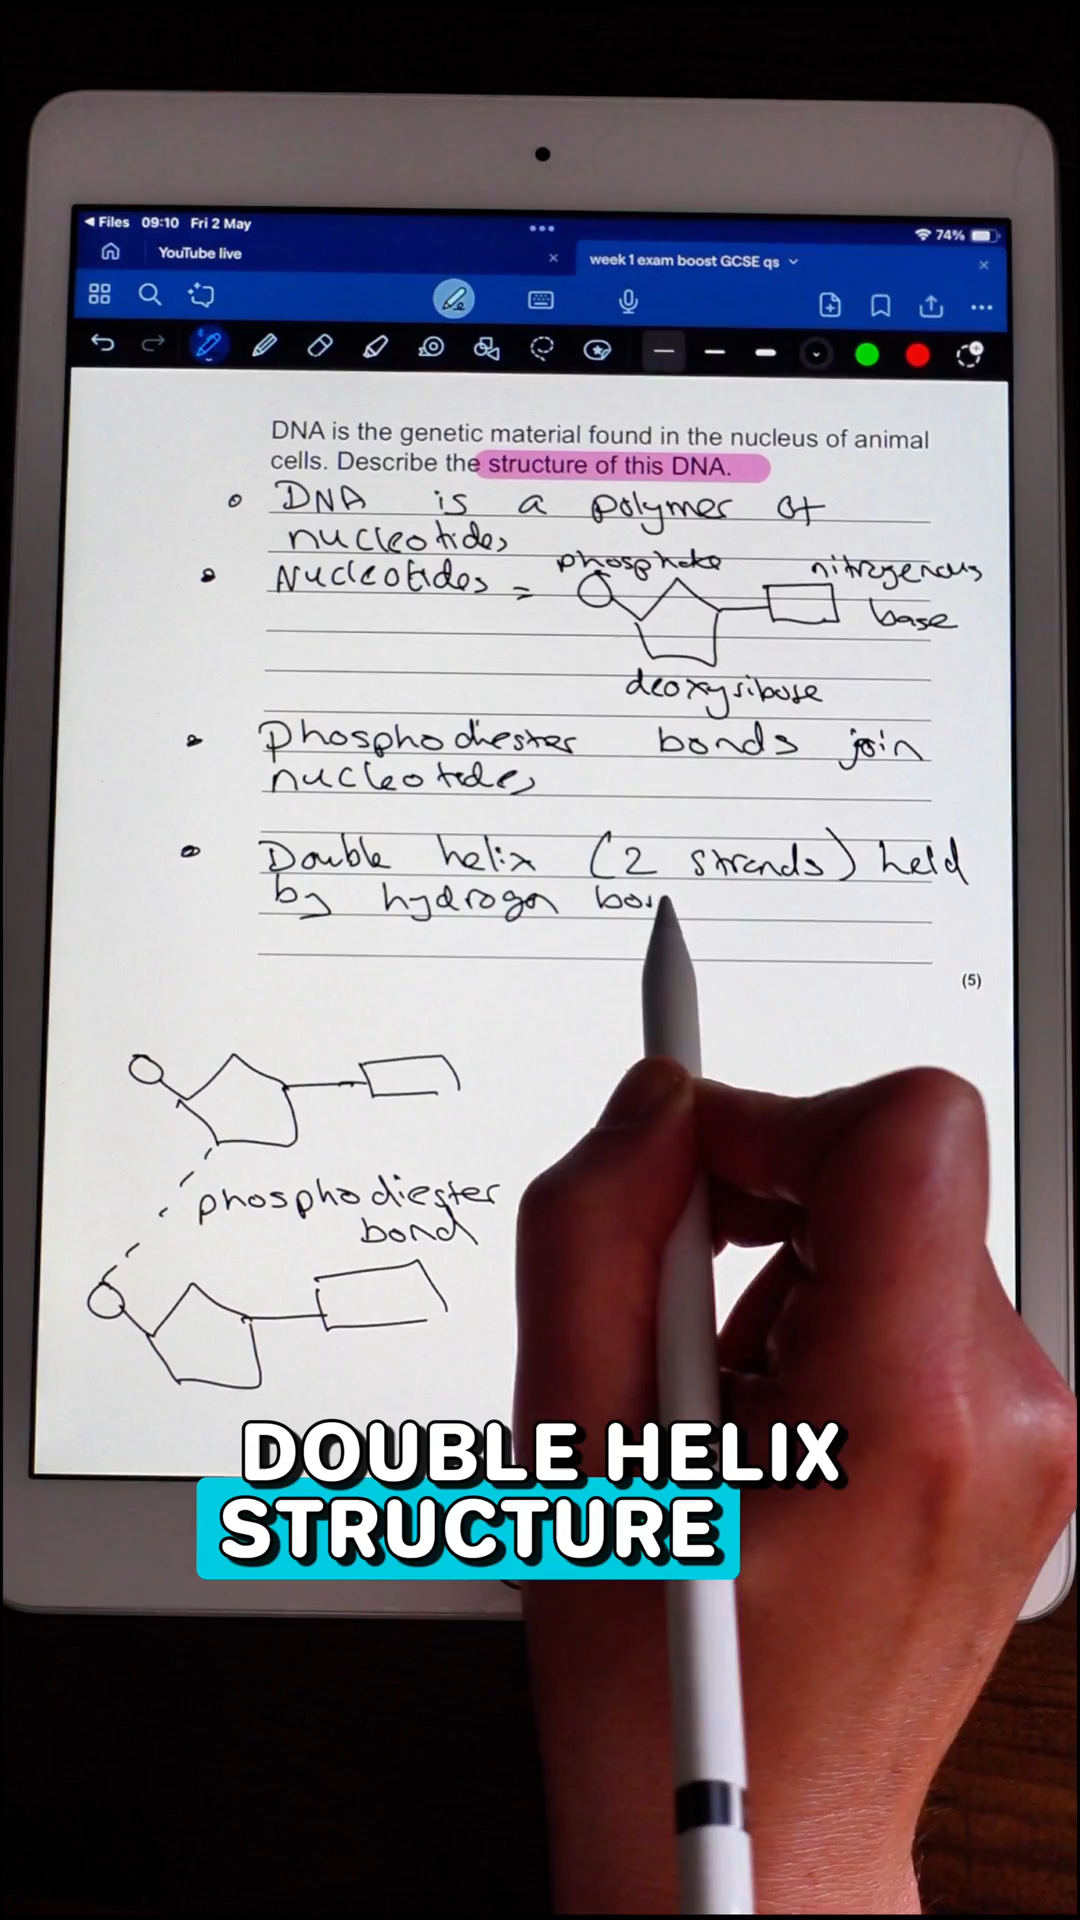 Files 09:10 Fri 2 May
74%
YouTube live
week 1 exam boost GCSE qs
DNA is the genetic material found in the nucleus of animal
cells. Describe the structure of this DNA.
DNA is a polymer of
nucleotides
Nucleotides =
phosphate
nitrogenous
base
deoxyribose
Phosphodiester bonds join
nucleotides
Double helix (2 strands) held
by hydrogen bon
(5)
phosphodiester
bond
DOUBLE HELIX
STRUCTURE